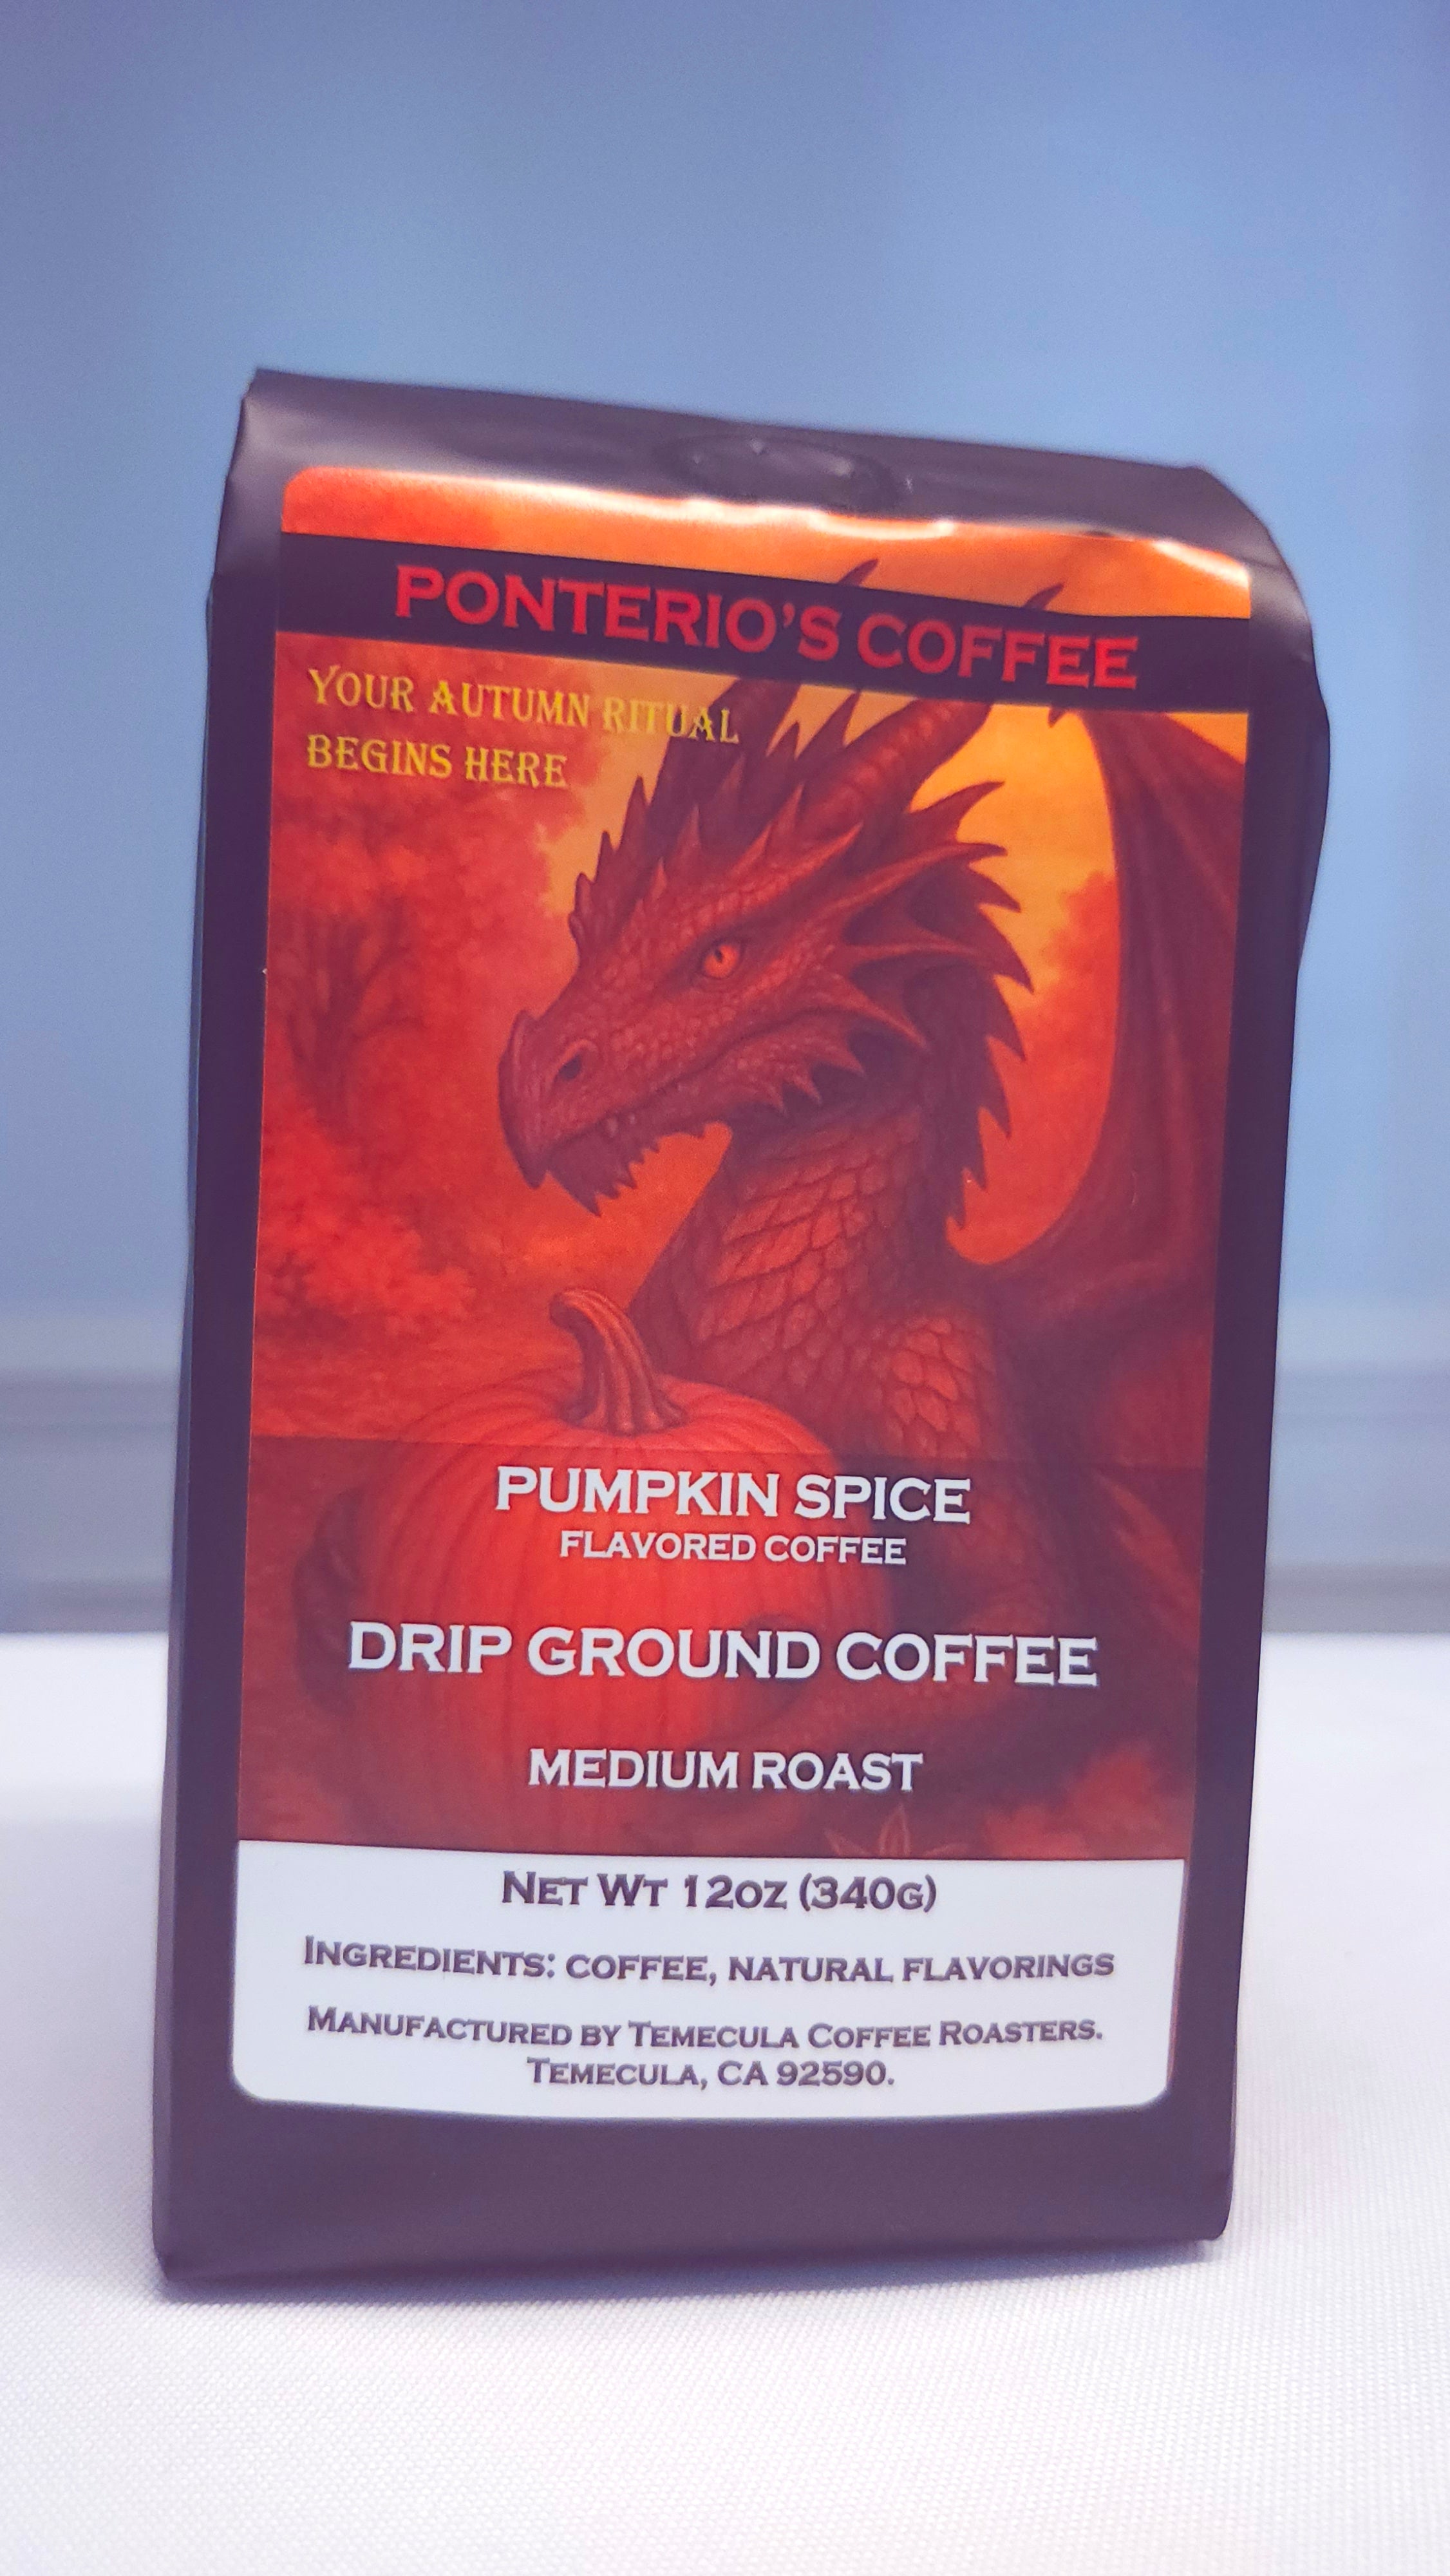 PONTERIO'S COFFEE
YOUR AUTUMN RITUAL
BEGINS HERE
PUMPKIN SPICE
FLAVORED COFFEE
DRIP GROUND COFFEE
MEDIUM ROAST
NET WT 12OZ (340G)
INGREDIENTS: COFFEE, NATURAL FLAVORINGS
MANUFACTURED BY TEMECULA COFFEE ROASTERS.
TEMECULA, CA 92590.